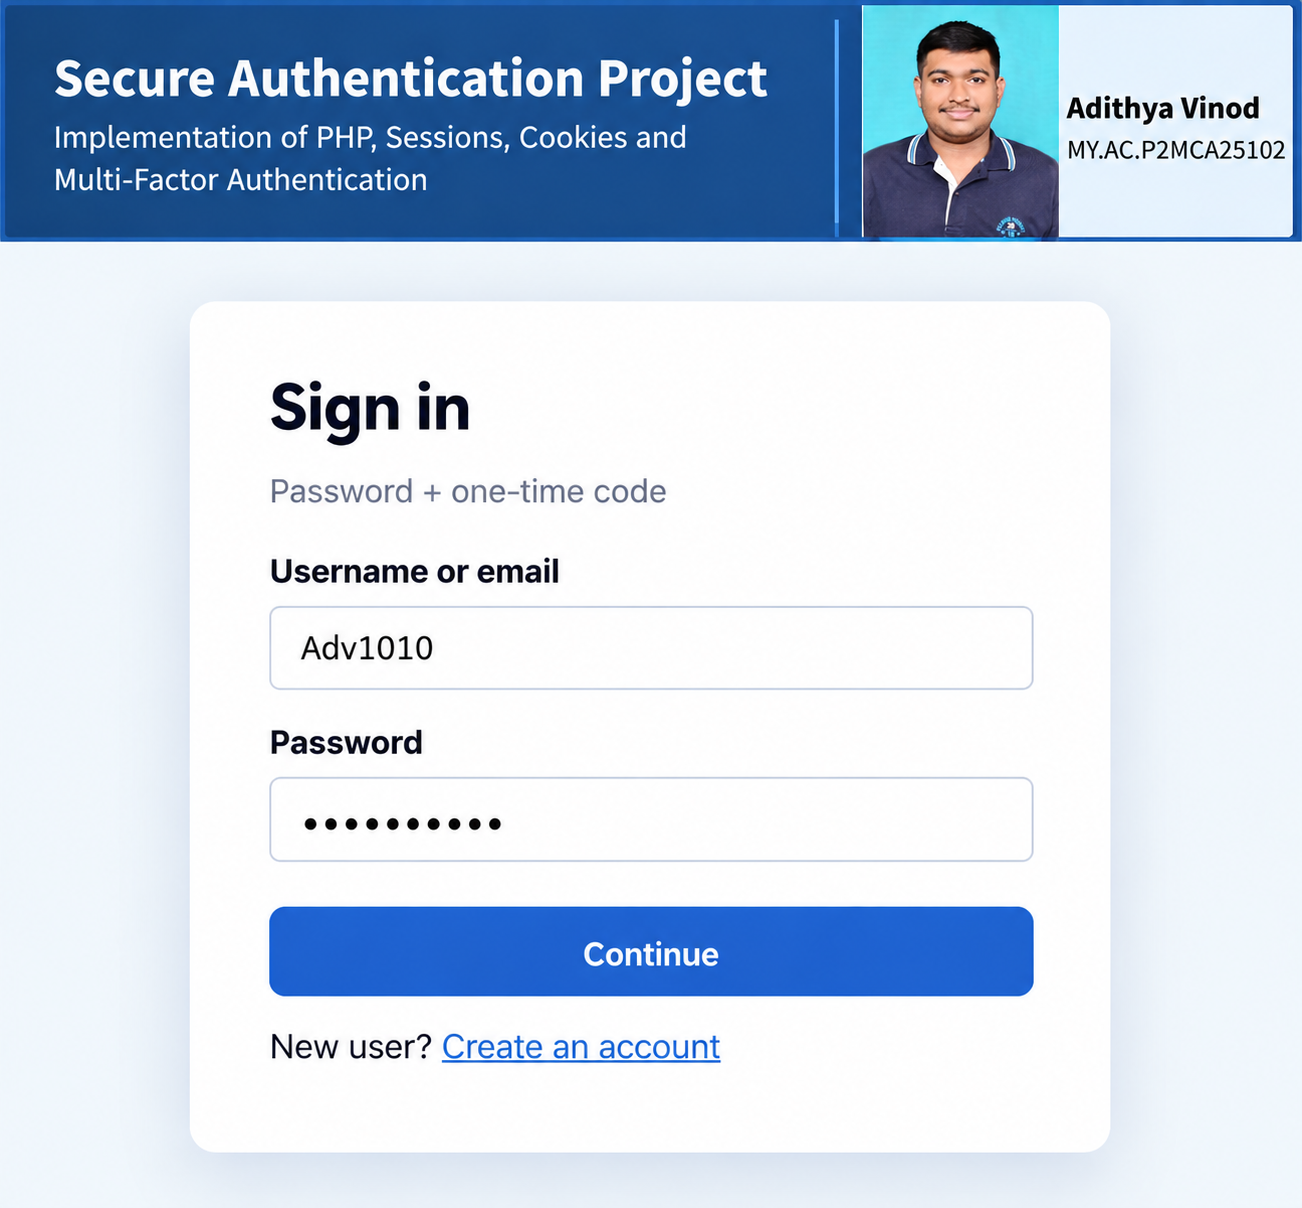 Secure Authentication Project
Implementation of PHP, Sessions, Cookies and
Multi-Factor Authentication
Adithya Vinod
MY.AC.P2MCA25102
Sign in
Password + one-time code
Username or email
Adv1010
Password
••••••••••
Continue
New user? Create an account